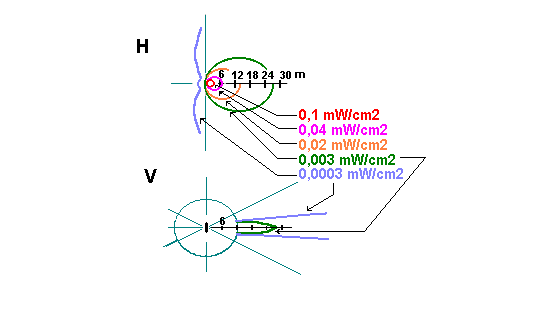 H
6 12 18 24 30 m
0,1 mW/cm2
0,04 mW/cm2
0,02 mW/cm2
0,003 mW/cm2
0,0003 mW/cm2
V
6